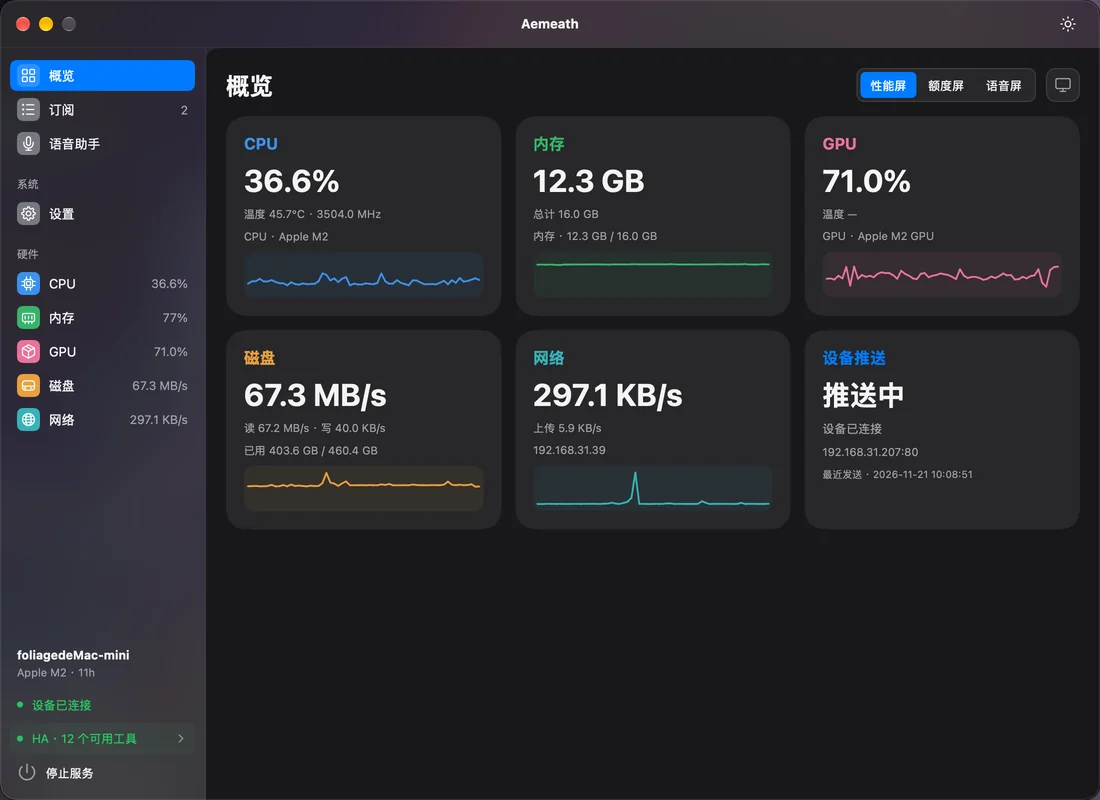 Aemeath
概览
订阅 2
语音助手
系统
设置
硬件
CPU 36.6%
内存 77%
GPU 71.0%
磁盘 67.3 MB/s
网络 297.1 KB/s
foliagedeMac-mini
Apple M2 · 11h
设备已连接
HA · 12 个可用工具
停止服务
概览
性能屏 额度屏 语音屏
CPU
36.6%
温度 45.7°C · 3504.0 MHz
CPU · Apple M2
内存
12.3 GB
总计 16.0 GB
内存 · 12.3 GB / 16.0 GB
GPU
71.0%
温度 —
GPU · Apple M2 GPU
磁盘
67.3 MB/s
读 67.2 MB/s · 写 40.0 KB/s
已用 403.6 GB / 460.4 GB
网络
297.1 KB/s
上传 5.9 KB/s
192.168.31.39
设备推送
推送中
设备已连接
192.168.31.207:80
最近发送 · 2026-11-21 10:08:51